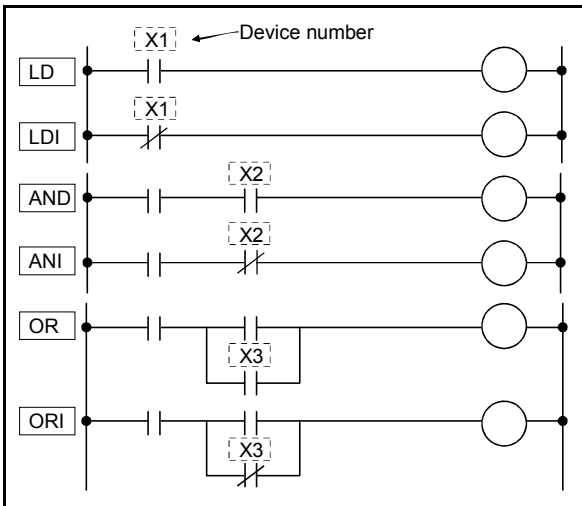 X1 Device number
LD
X1
LDI
X2
AND
X2
ANI
OR
X3
ORI
X3